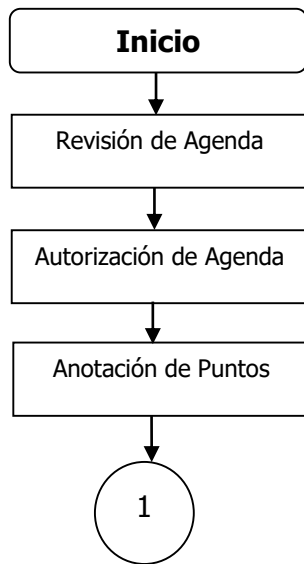 Inicio
Revisión de Agenda
Autorización de Agenda
Anotación de Puntos
1